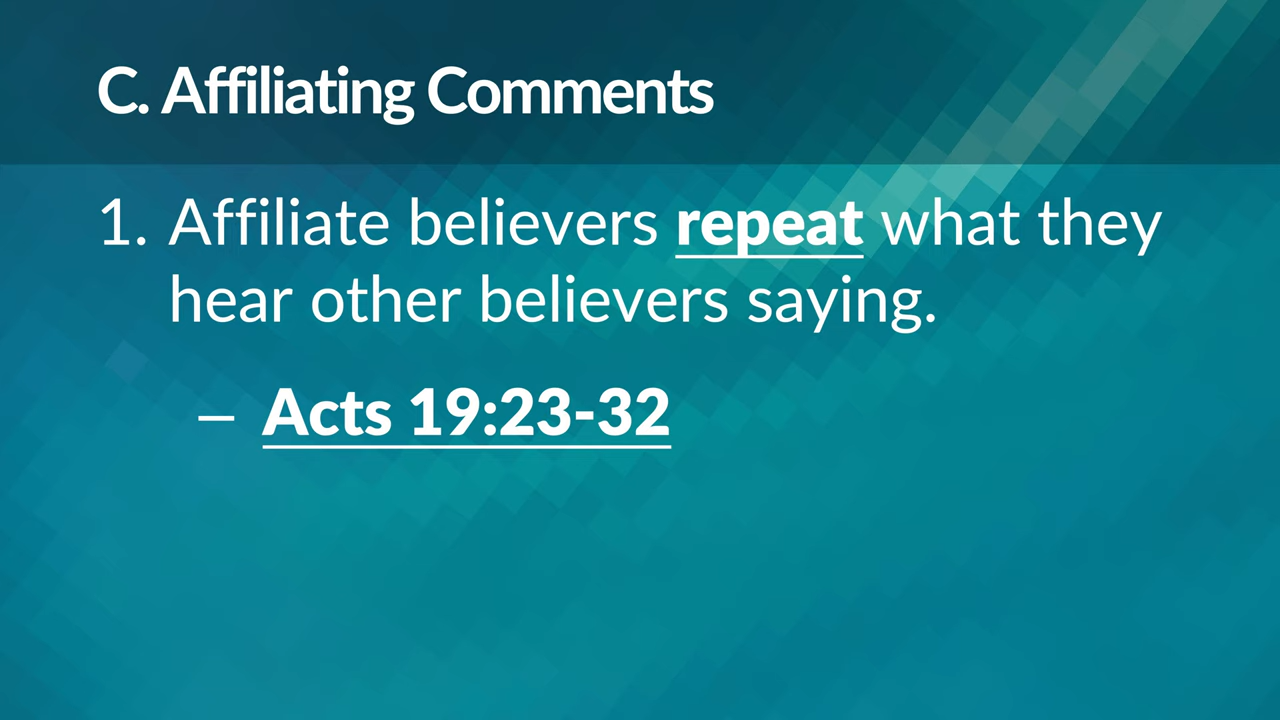 C. Affiliating Comments
1. Affiliate believers repeat what they
hear other believers saying.
– Acts 19:23-32